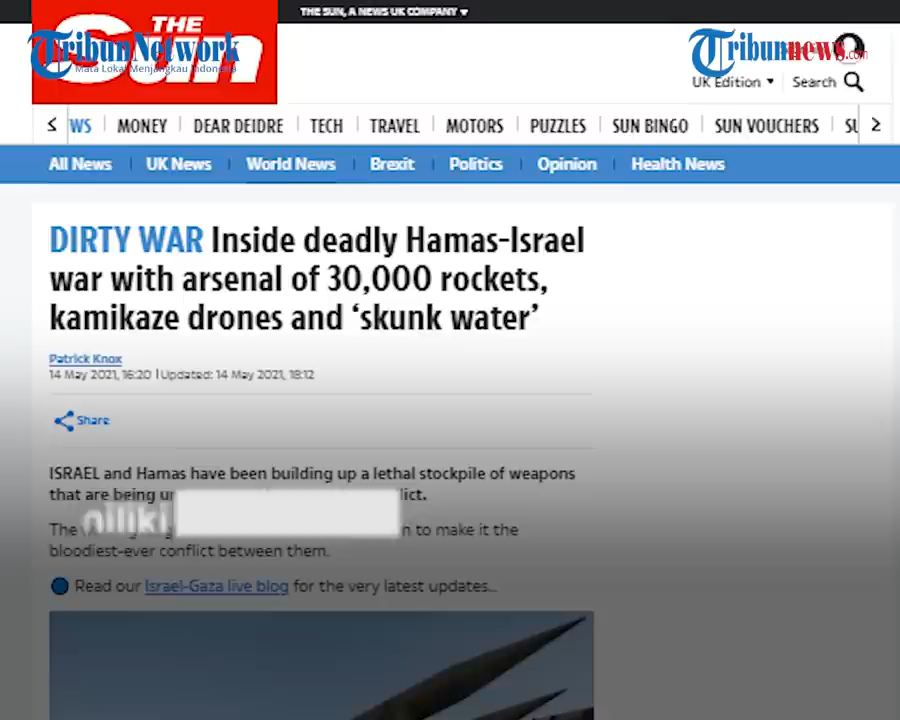 THE SUN, A NEWS UK COMPANY
THE
Sun
Tribun Network
Mata Lokal Menjangkau Indonesia
Tribunnews.com
UK Edition
Search
WS
MONEY
DEAR DEIDRE
TECH
TRAVEL
MOTORS
PUZZLES
SUN BINGO
SUN VOUCHERS
All News
UK News
World News
Brexit
Politics
Opinion
Health News
DIRTY WAR Inside deadly Hamas-Israel
war with arsenal of 30,000 rockets,
kamikaze drones and ‘skunk water’
Patrick Knox
14 May 2021, 16:20 | Updated: 14 May 2021, 18:12
Share
ISRAEL and Hamas have been building up a lethal stockpile of weapons
that are being
The to make it the
niliki
bloodiest-ever conflict between them.
Read our Israel-Gaza live blog for the very latest updates...